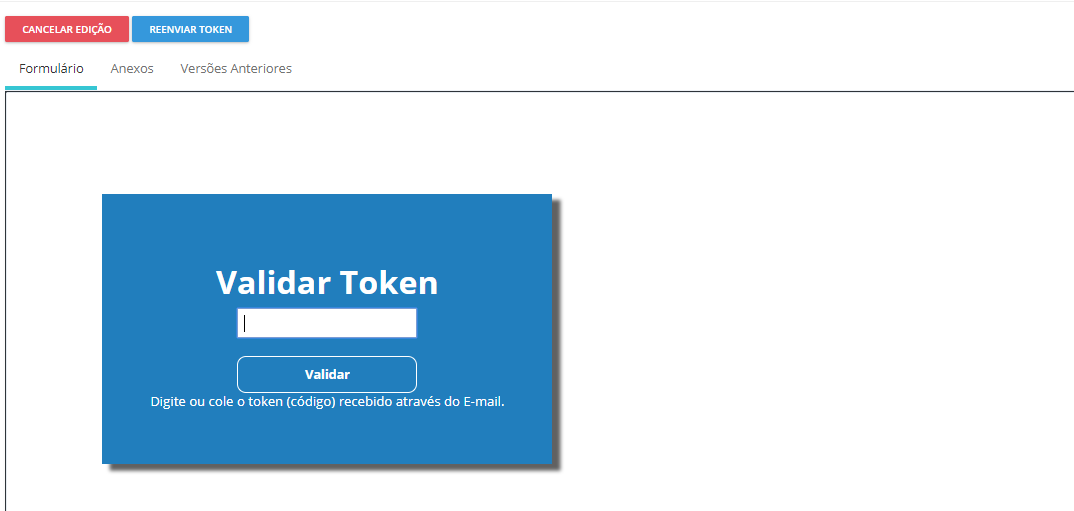 CANCELAR EDIÇÃO REENVIAR TOKEN
Formulário Anexos Versões Anteriores
Validar Token
Validar
Digite ou cole o token (código) recebido através do E-mail.